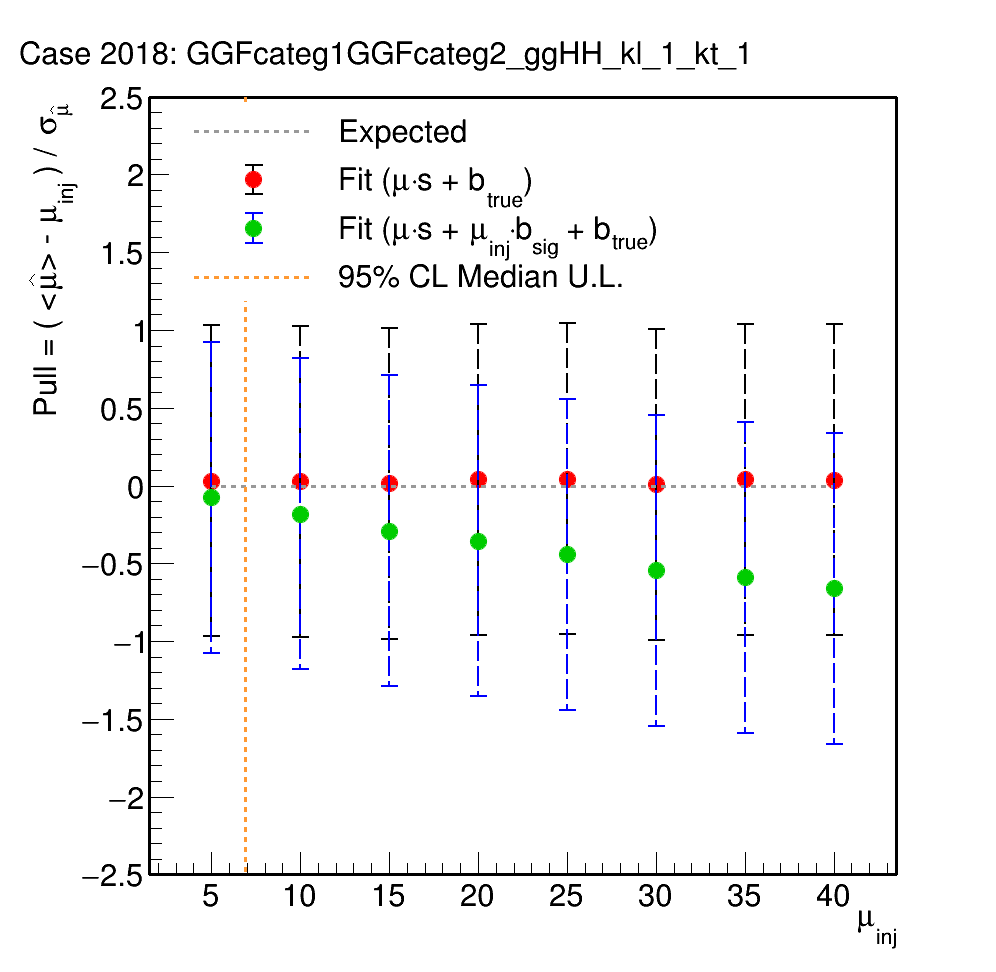 Case 2018: GGFcateg1GGFcateg2_ggHH_kl_1_kt_1
Pull = ( <μ̂> - μ_inj ) / σ_μ̂
2.5
2
1.5
1
0.5
0
−0.5
−1
−1.5
−2
−2.5
Expected
Fit (μ·s + b_true)
Fit (μ·s + μ_inj·b_sig + b_true)
95% CL Median U.L.
5 10 15 20 25 30 35 40
μ_inj